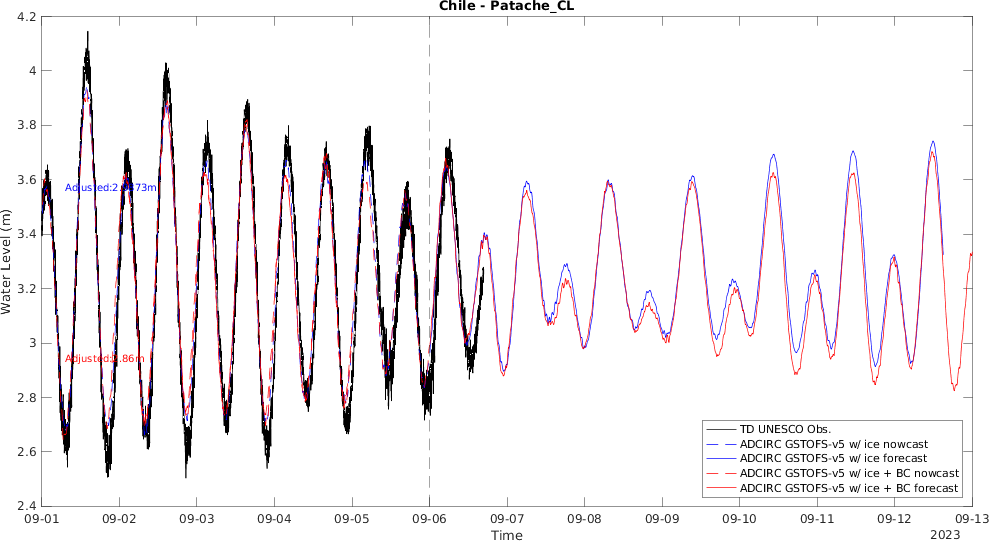 Chile - Patache_CL
4.2
4
3.8
3.6
3.4
3.2
3
2.8
2.6
2.4
Water Level (m)
Adjusted:
Adjusted:
TD UNESCO Obs.
ADCIRC GSTOFS-v5 w/ ice nowcast
ADCIRC GSTOFS-v5 w/ ice forecast
ADCIRC GSTOFS-v5 w/ ice + BC nowcast
ADCIRC GSTOFS-v5 w/ ice + BC forecast
09-01 09-02 09-03 09-04 09-05 09-06 09-07 09-08 09-09 09-10 09-11 09-12 09-13
Time
2023